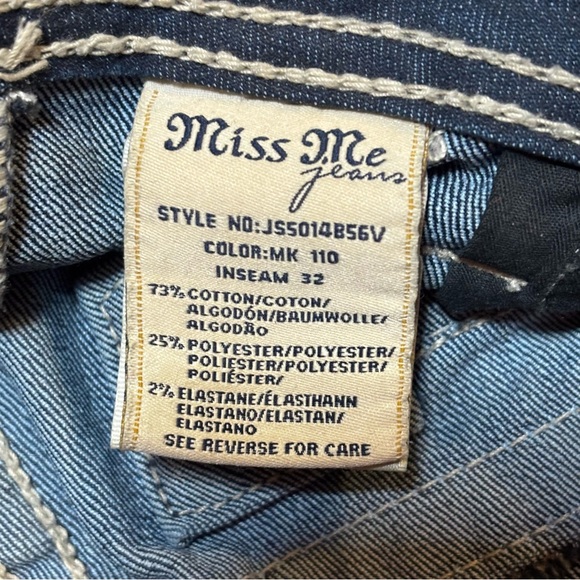 Miss Me
jeans
STYLE NO:JS5014B56V
COLOR:MK 110
INSEAM 32
73% COTTON/COTON/
ALGODÓN/BAUMWOLLE/
ALGODÃO
25% POLYESTER/POLYESTER/
POLIESTER/POLYESTER/
POLIÉSTER/
2% ELASTANE/ÉLASTHANN
ELASTANO/ELASTAN/
ELASTANO
SEE REVERSE FOR CARE